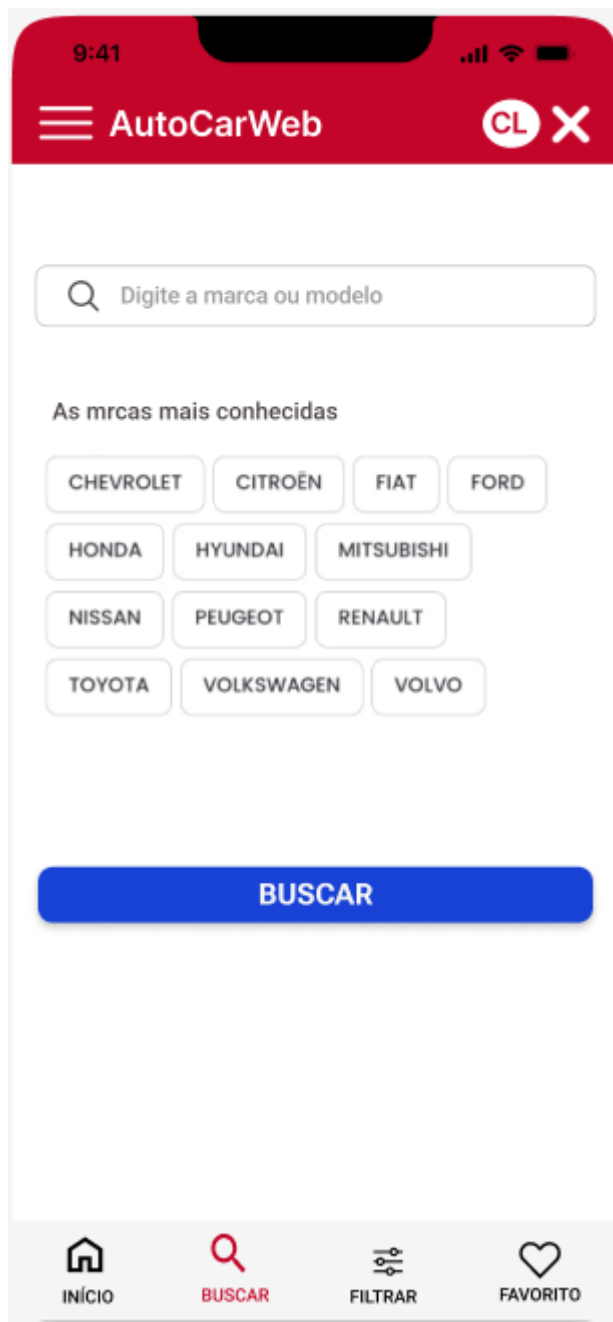 9:41
AutoCarWeb CL
Digite a marca ou modelo
As mrcas mais conhecidas
CHEVROLET CITROËN FIAT FORD
HONDA HYUNDAI MITSUBISHI
NISSAN PEUGEOT RENAULT
TOYOTA VOLKSWAGEN VOLVO
BUSCAR
INÍCIO BUSCAR FILTRAR FAVORITO